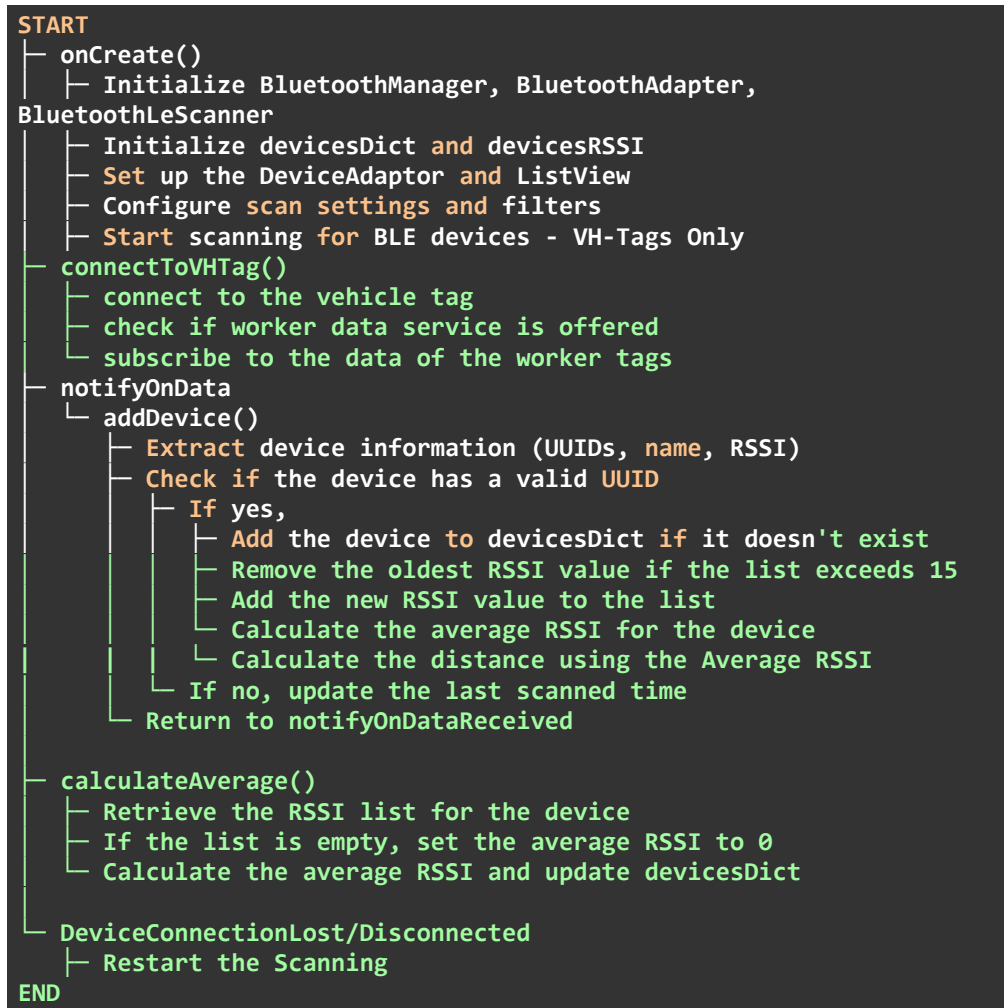 START
├─ onCreate()
│  ├─ Initialize BluetoothManager, BluetoothAdapter,
BluetoothLeScanner
│  ├─ Initialize devicesDict and devicesRSSI
│  ├─ Set up the DeviceAdaptor and ListView
│  ├─ Configure scan settings and filters
│  ├─ Start scanning for BLE devices - VH-Tags Only
├─ connectToVHTag()
│  ├─ connect to the vehicle tag
│  ├─ check if worker data service is offered
│  └─ subscribe to the data of the worker tags
├─ notifyOnData
│  └─ addDevice()
│     ├─ Extract device information (UUIDs, name, RSSI)
│     ├─ Check if the device has a valid UUID
│     │  ├─ If yes,
│     │  │  ├─ Add the device to devicesDict if it doesn't exist
│     │  │  ├─ Remove the oldest RSSI value if the list exceeds 15
│     │  │  ├─ Add the new RSSI value to the list
│     │  │  └─ Calculate the average RSSI for the device
|     |  |  └─ Calculate the distance using the Average RSSI
│     │  └─ If no, update the last scanned time
│     └─ Return to notifyOnDataReceived
│
├─ calculateAverage()
│  ├─ Retrieve the RSSI list for the device
│  ├─ If the list is empty, set the average RSSI to 0
│  └─ Calculate the average RSSI and update devicesDict
│
└─ DeviceConnectionLost/Disconnected
   ├─ Restart the Scanning
END